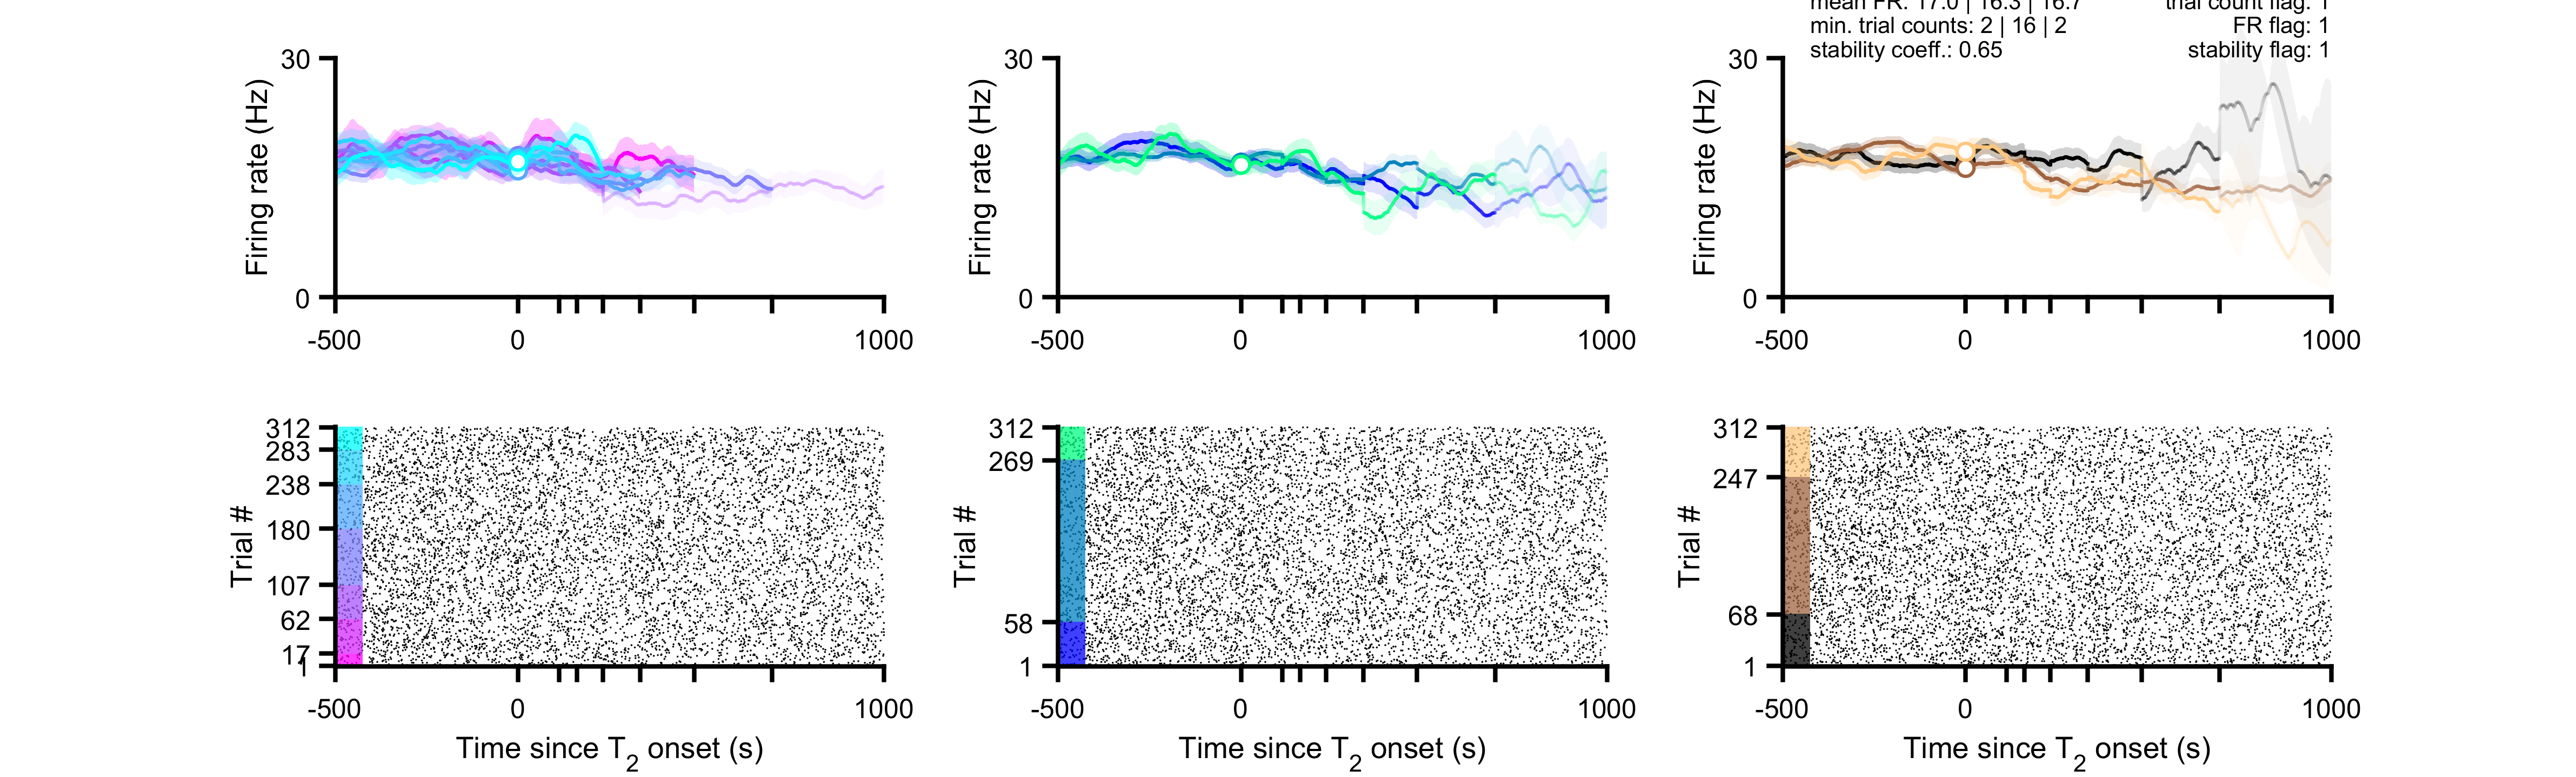 mean FR: 17.0 | 16.3 | 16.7 trial count flag: 1
min. trial counts: 2 | 16 | 2 FR flag: 1
stability coeff.: 0.65 stability flag: 1
30 30 30
Firing rate (Hz) Firing rate (Hz) Firing rate (Hz)
0 0 0
-500 0 1000 -500 0 1000 -500 0 1000
312 312 312
283 269 247
238
180
Trial # Trial # Trial #
107
62 58 68
17
1 1 1
-500 0 1000 -500 0 1000 -500 0 1000
Time since T2 onset (s) Time since T2 onset (s) Time since T2 onset (s)